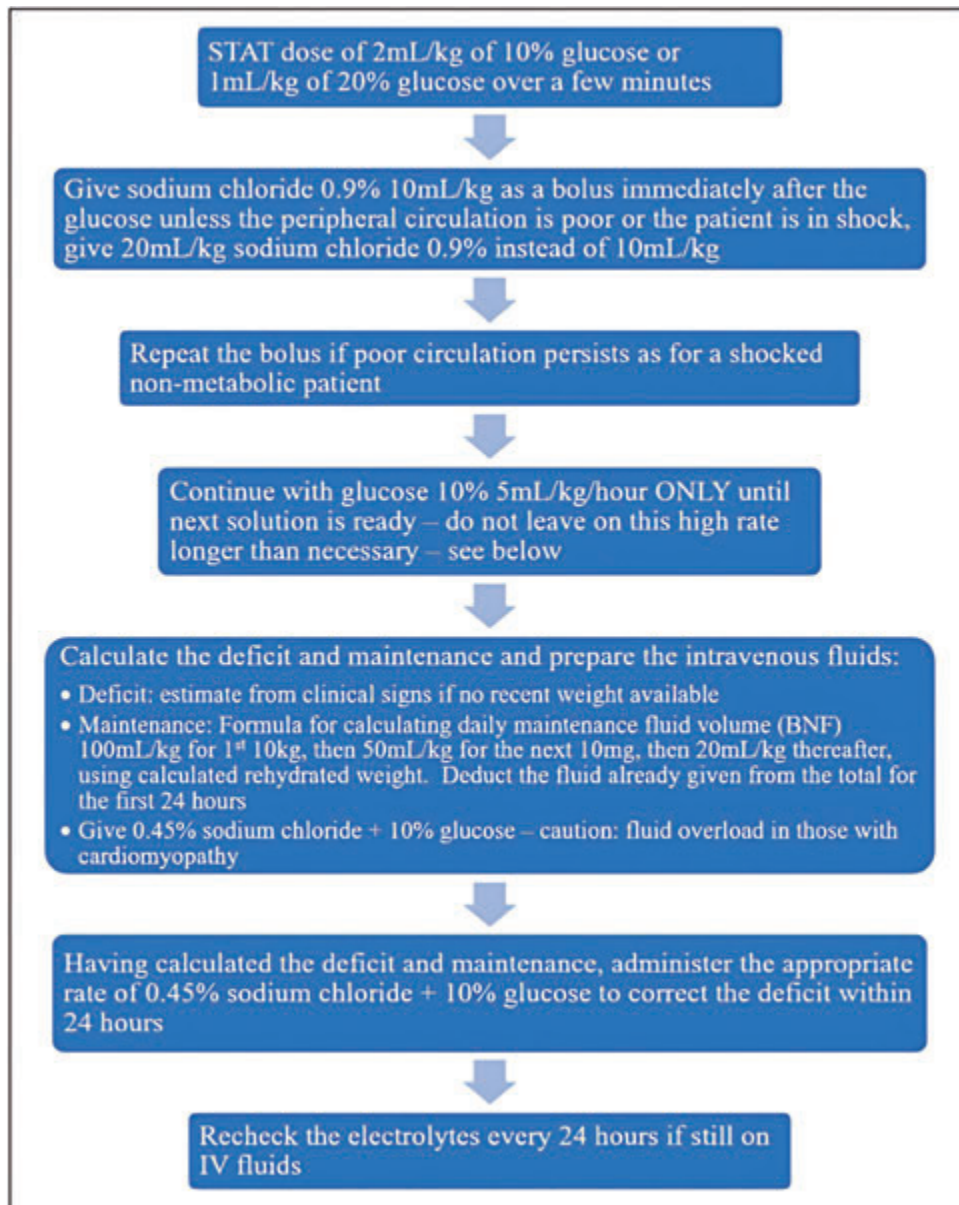 STAT dose of 2mL/kg of 10% glucose or
1mL/kg of 20% glucose over a few minutes
Give sodium chloride 0.9% 10mL/kg as a bolus immediately after the
glucose unless the peripheral circulation is poor or the patient is in shock,
give 20mL/kg sodium chloride 0.9% instead of 10mL/kg
Repeat the bolus if poor circulation persists as for a shocked
non-metabolic patient
Continue with glucose 10% 5mL/kg/hour ONLY until
next solution is ready – do not leave on this high rate
longer than necessary – see below
Calculate the deficit and maintenance and prepare the intravenous fluids:
• Deficit: estimate from clinical signs if no recent weight available
• Maintenance: Formula for calculating daily maintenance fluid volume (BNF)
100mL/kg for 1st 10kg, then 50mL/kg for the next 10mg, then 20mL/kg thereafter,
using calculated rehydrated weight. Deduct the fluid already given from the total for
the first 24 hours
• Give 0.45% sodium chloride + 10% glucose – caution: fluid overload in those with
cardiomyopathy
Having calculated the deficit and maintenance, administer the appropriate
rate of 0.45% sodium chloride + 10% glucose to correct the deficit within
24 hours
Recheck the electrolytes every 24 hours if still on
IV fluids